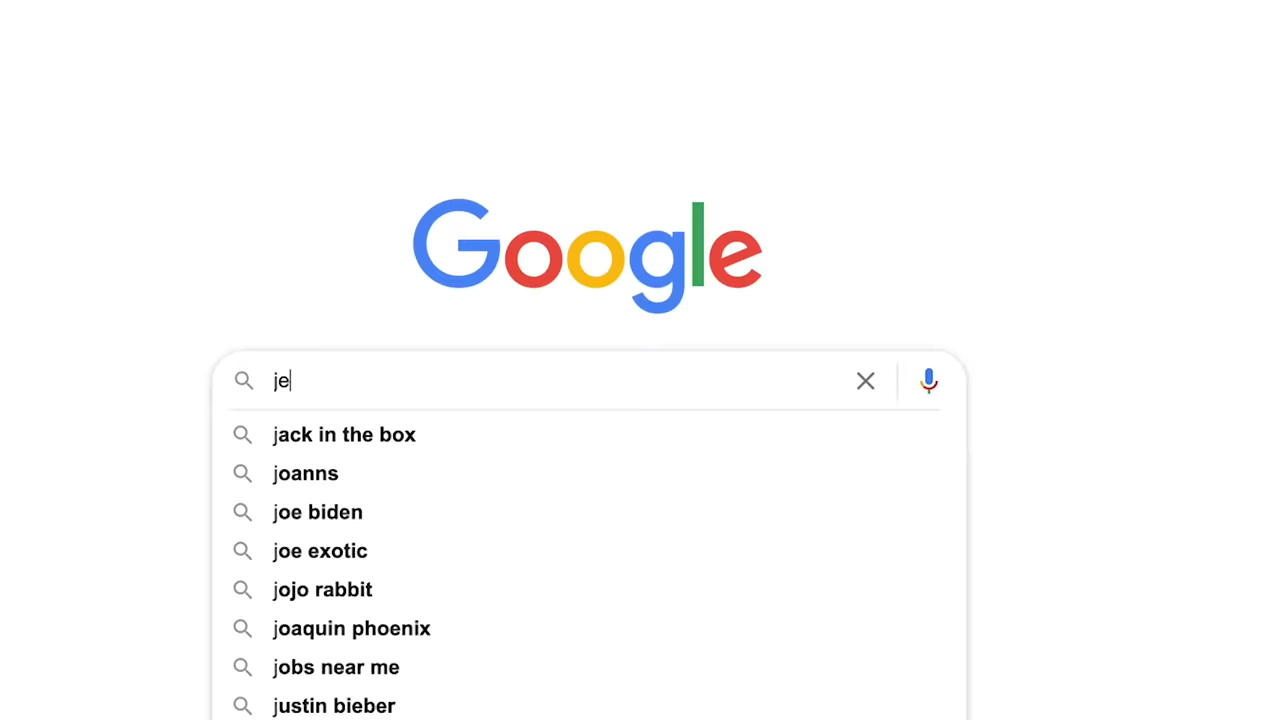 Google
je
jack in the box
joanns
joe biden
joe exotic
jojo rabbit
joaquin phoenix
jobs near me
justin bieber